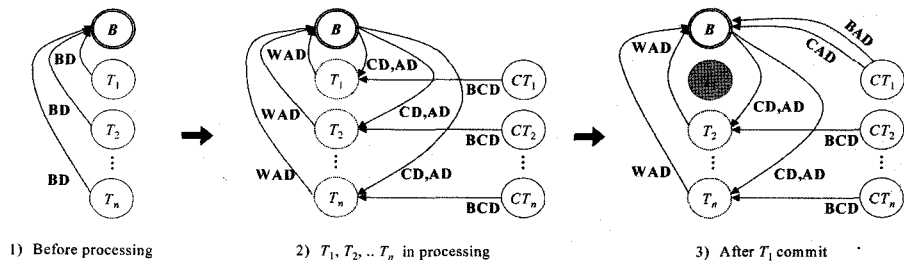 B
BD
T1
BD
T2
⋮
BD
Tn
1) Before processing
B
WAD
CD,AD
T1
BCD
CT1
WAD
CD,AD
T2
BCD
CT2
⋮
⋮
WAD
CD,AD
Tn
BCD
CTn
2) T1, T2, .. Tn in processing
B
BAD
CAD
WAD
CT1
CD,AD
T2
BCD
CT2
⋮
⋮
WAD
CD,AD
Tn
BCD
CTn
3) After T1 commit